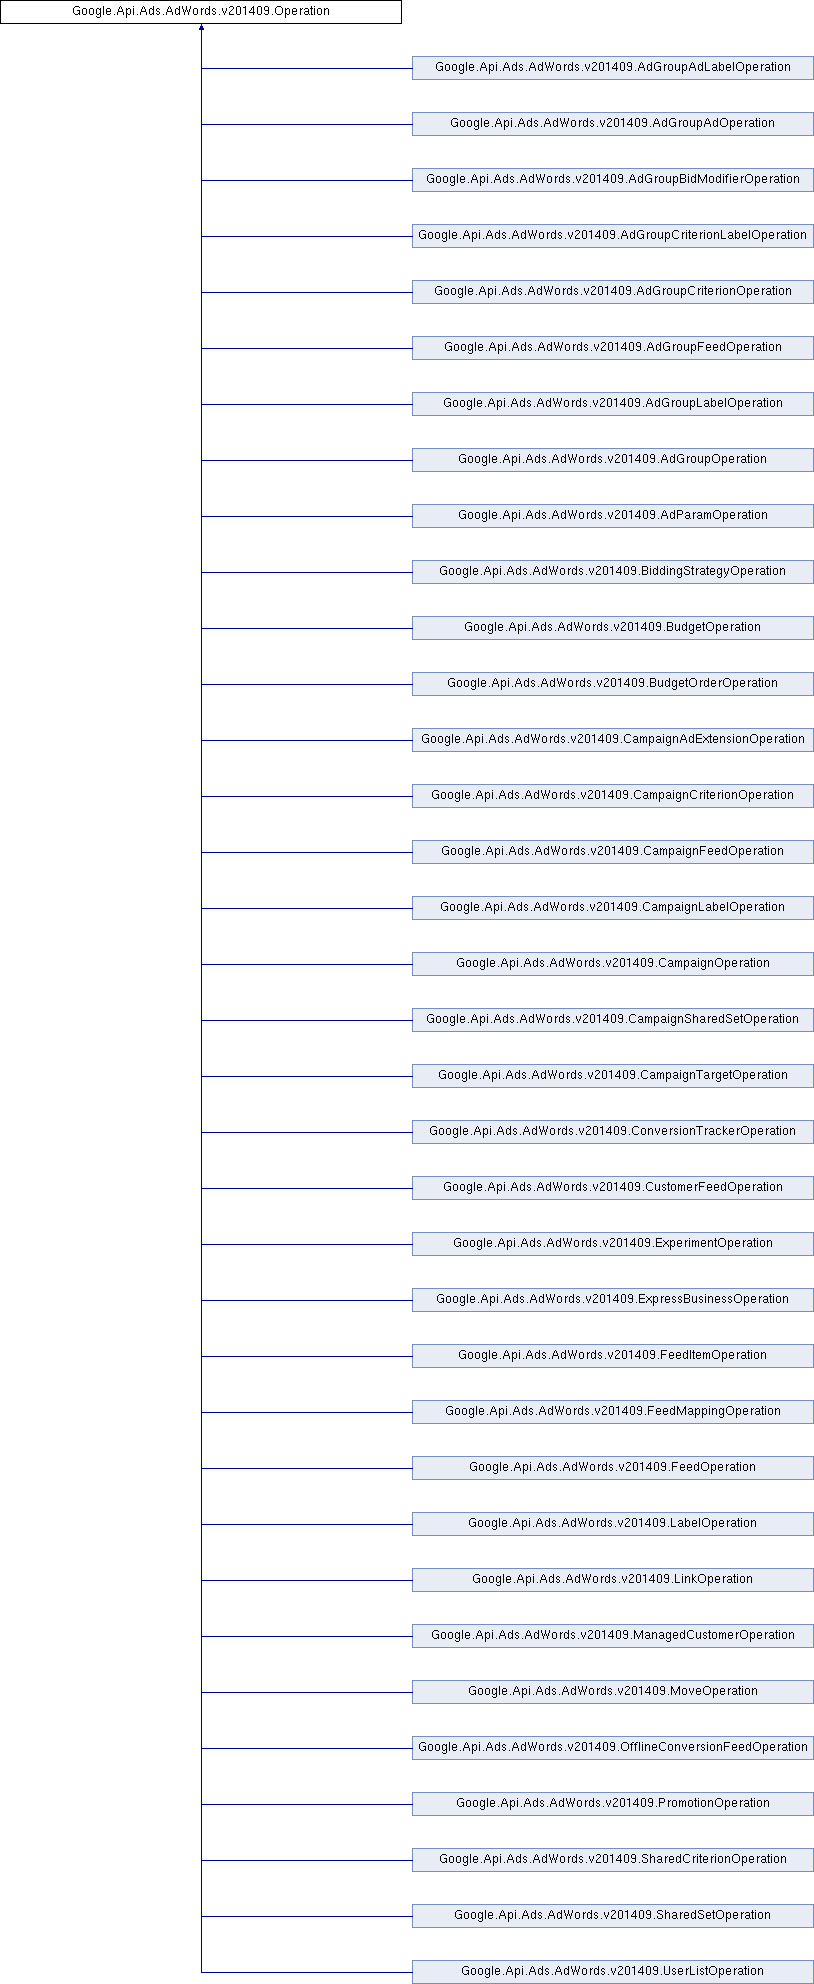 Google.Api.Ads.AdWords.v201409.Operation
Google.Api.Ads.AdWords.v201409.AdGroupAdLabelOperation
Google.Api.Ads.AdWords.v201409.AdGroupAdOperation
Google.Api.Ads.AdWords.v201409.AdGroupBidModifierOperation
Google.Api.Ads.AdWords.v201409.AdGroupCriterionLabelOperation
Google.Api.Ads.AdWords.v201409.AdGroupCriterionOperation
Google.Api.Ads.AdWords.v201409.AdGroupFeedOperation
Google.Api.Ads.AdWords.v201409.AdGroupLabelOperation
Google.Api.Ads.AdWords.v201409.AdGroupOperation
Google.Api.Ads.AdWords.v201409.AdParamOperation
Google.Api.Ads.AdWords.v201409.BiddingStrategyOperation
Google.Api.Ads.AdWords.v201409.BudgetOperation
Google.Api.Ads.AdWords.v201409.BudgetOrderOperation
Google.Api.Ads.AdWords.v201409.CampaignAdExtensionOperation
Google.Api.Ads.AdWords.v201409.CampaignCriterionOperation
Google.Api.Ads.AdWords.v201409.CampaignFeedOperation
Google.Api.Ads.AdWords.v201409.CampaignLabelOperation
Google.Api.Ads.AdWords.v201409.CampaignOperation
Google.Api.Ads.AdWords.v201409.CampaignSharedSetOperation
Google.Api.Ads.AdWords.v201409.CampaignTargetOperation
Google.Api.Ads.AdWords.v201409.ConversionTrackerOperation
Google.Api.Ads.AdWords.v201409.CustomerFeedOperation
Google.Api.Ads.AdWords.v201409.ExperimentOperation
Google.Api.Ads.AdWords.v201409.ExpressBusinessOperation
Google.Api.Ads.AdWords.v201409.FeedItemOperation
Google.Api.Ads.AdWords.v201409.FeedMappingOperation
Google.Api.Ads.AdWords.v201409.FeedOperation
Google.Api.Ads.AdWords.v201409.LabelOperation
Google.Api.Ads.AdWords.v201409.LinkOperation
Google.Api.Ads.AdWords.v201409.ManagedCustomerOperation
Google.Api.Ads.AdWords.v201409.MoveOperation
Google.Api.Ads.AdWords.v201409.OfflineConversionFeedOperation
Google.Api.Ads.AdWords.v201409.PromotionOperation
Google.Api.Ads.AdWords.v201409.SharedCriterionOperation
Google.Api.Ads.AdWords.v201409.SharedSetOperation
Google.Api.Ads.AdWords.v201409.UserListOperation